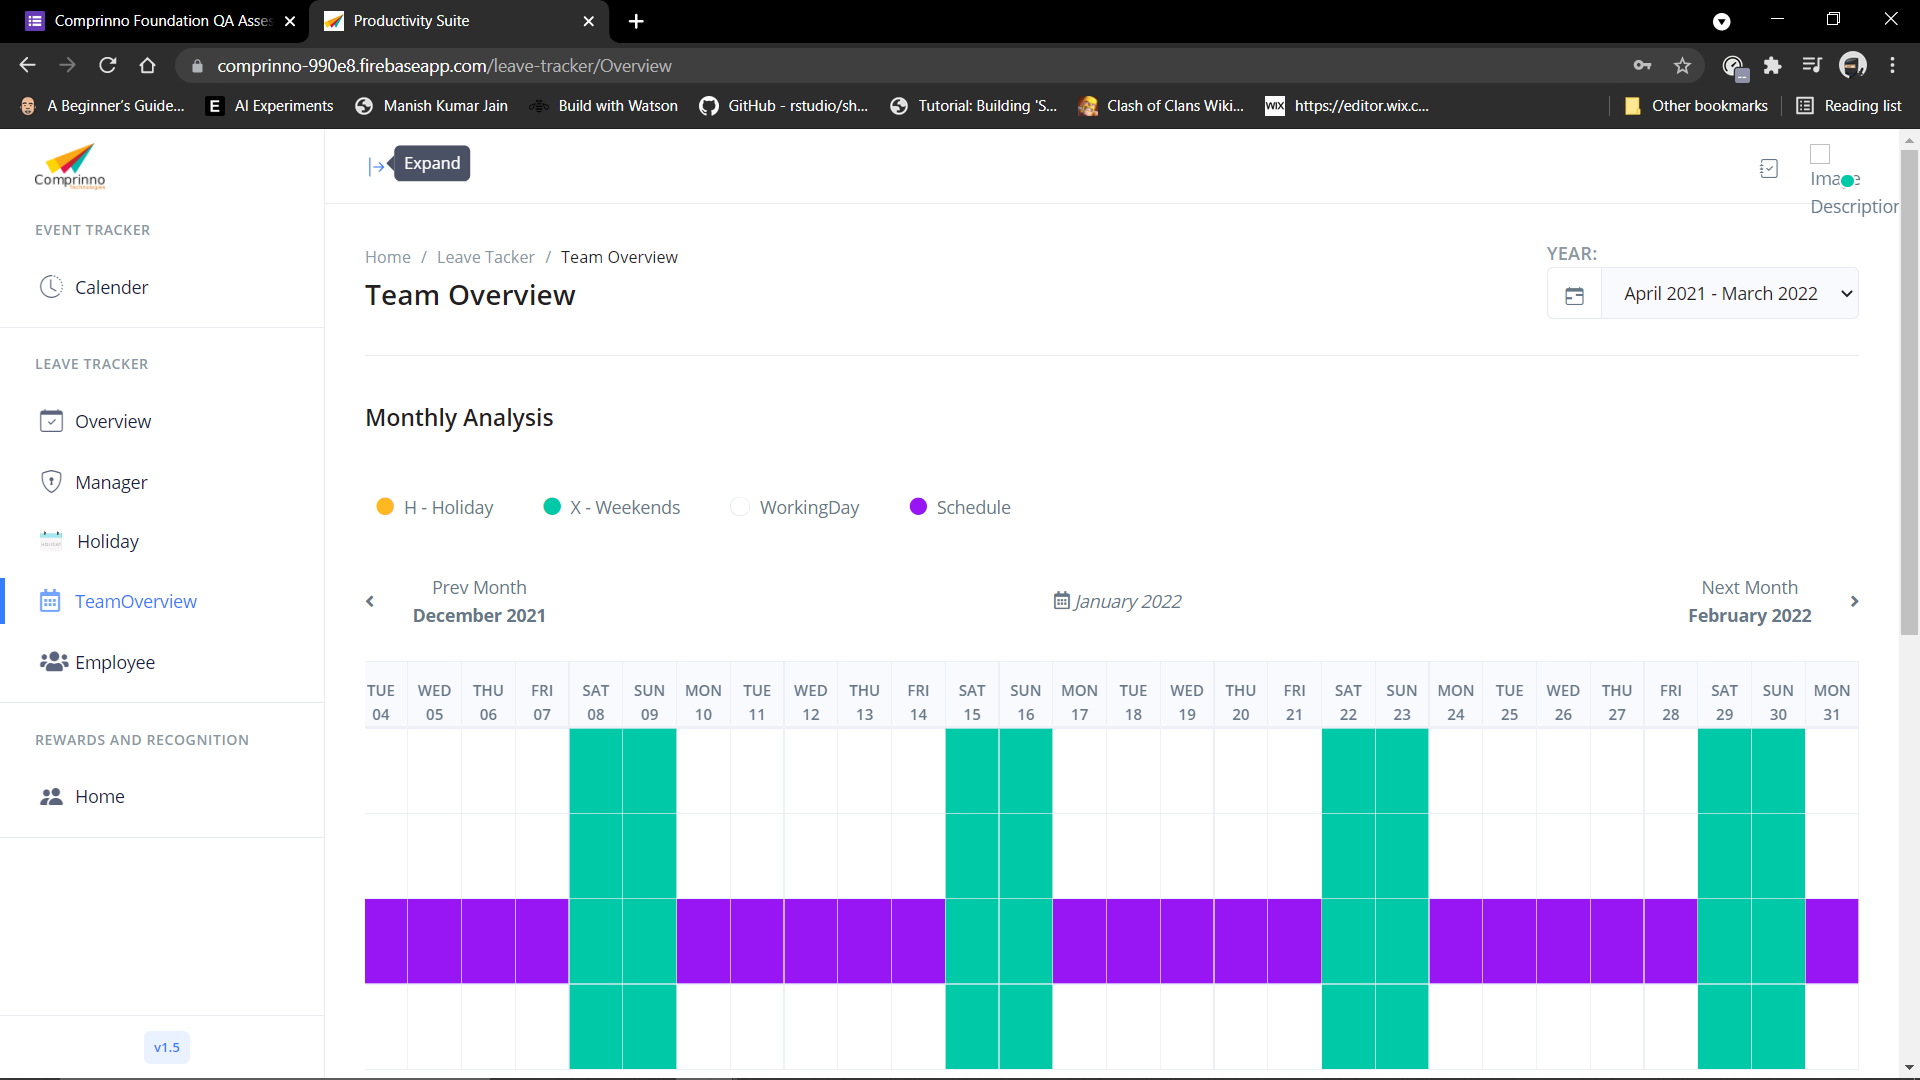 Comprinno Foundation QA Asses
Productivity Suite
comprinno-990e8.firebaseapp.com/leave-tracker/Overview
A Beginner's Guide...
E AI Experiments
Manish Kumar Jain
Build with Watson
GitHub - rstudio/sh...
Tutorial: Building 'S...
Clash of Clans Wiki...
WIX https://editor.wix.c...
Other bookmarks
Reading list
Comprinno
Technologies
Expand
Image
Description
EVENT TRACKER
Calender
LEAVE TRACKER
Overview
Manager
Holiday
TeamOverview
Employee
REWARDS AND RECOGNITION
Home
v1.5
Home / Leave Tacker / Team Overview
Team Overview
YEAR:
April 2021 - March 2022
Monthly Analysis
H - Holiday
X - Weekends
WorkingDay
Schedule
Prev Month
December 2021
January 2022
Next Month
February 2022
TUE WED THU FRI SAT SUN MON TUE WED THU FRI SAT SUN MON TUE WED THU FRI SAT SUN MON TUE WED THU FRI SAT SUN MON
04 05 06 07 08 09 10 11 12 13 14 15 16 17 18 19 20 21 22 23 24 25 26 27 28 29 30 31